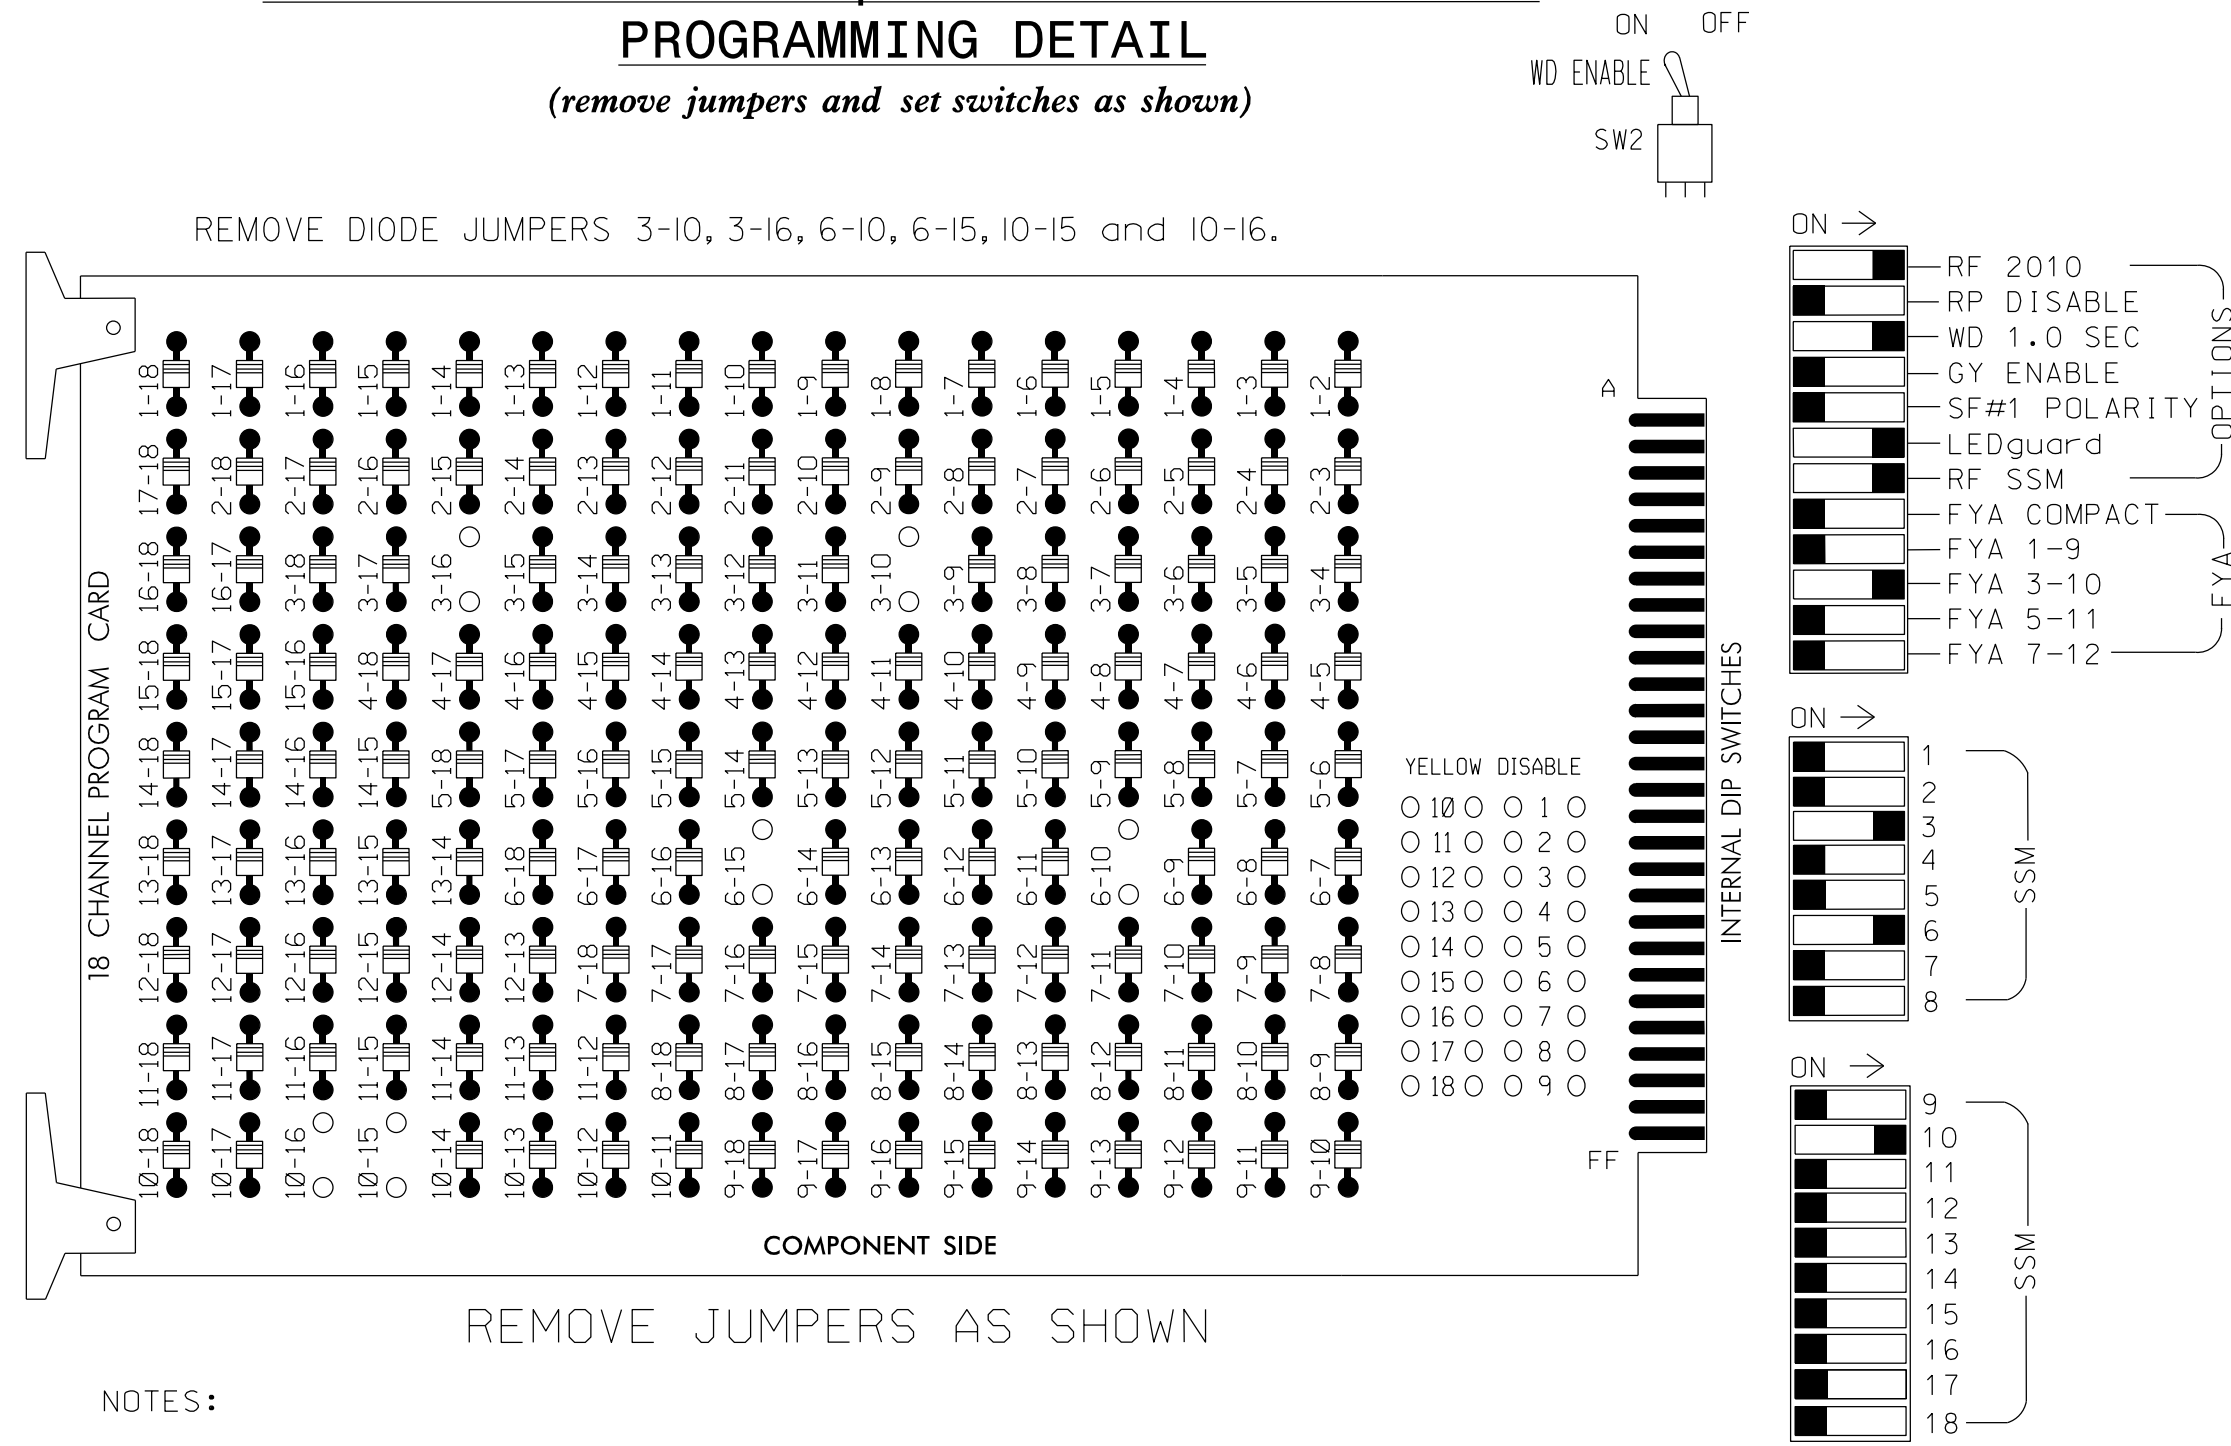 PROGRAMMING DETAIL
(remove jumpers and set switches as shown)
ON OFF
WD ENABLE
SW2
REMOVE DIODE JUMPERS 3-10, 3-16, 6-10, 6-15, 10-15 and 10-16.
18 CHANNEL PROGRAM CARD
1-18 1-17 1-16 1-15 1-14 1-13 1-12 1-11 1-10 1-9 1-8 1-7 1-6 1-5 1-4 1-3 1-2
17-18 2-18 2-17 2-16 2-15 2-14 2-13 2-12 2-11 2-10 2-9 2-8 2-7 2-6 2-5 2-4 2-3
16-18 16-17 3-18 3-17 3-16 3-15 3-14 3-13 3-12 3-11 3-10 3-9 3-8 3-7 3-6 3-5 3-4
15-18 15-17 15-16 4-18 4-17 4-16 4-15 4-14 4-13 4-12 4-11 4-10 4-9 4-8 4-7 4-6 4-5
14-18 14-17 14-16 14-15 5-18 5-17 5-16 5-15 5-14 5-13 5-12 5-11 5-10 5-9 5-8 5-7 5-6
13-18 13-17 13-16 13-15 13-14 6-18 6-17 6-16 6-15 6-14 6-13 6-12 6-11 6-10 6-9 6-8 6-7
12-18 12-17 12-16 12-15 12-14 12-13 7-18 7-17 7-16 7-15 7-14 7-13 7-12 7-11 7-10 7-9 7-8
11-18 11-17 11-16 11-15 11-14 11-13 11-12 8-18 8-17 8-16 8-15 8-14 8-13 8-12 8-11 8-10 8-9
10-18 10-17 10-16 10-15 10-14 10-13 10-12 10-11 9-18 9-17 9-16 9-15 9-14 9-13 9-12 9-11 9-10
A
YELLOW DISABLE
10 1
11 2
12 3
13 4
14 5
15 6
16 7
17 8
18 9
FF
COMPONENT SIDE
INTERNAL DIP SWITCHES
ON →
RF 2010
RP DISABLE
WD 1.0 SEC
GY ENABLE
SF#1 POLARITY
LEDguard
RF SSM
OPTIONS
FYA COMPACT
FYA 1-9
FYA 3-10
FYA 5-11
FYA 7-12
FYA
ON →
1
2
3
4
5
6
7
8
SSM
ON →
9
10
11
12
13
14
15
16
17
18
SSM
REMOVE JUMPERS AS SHOWN
NOTES: